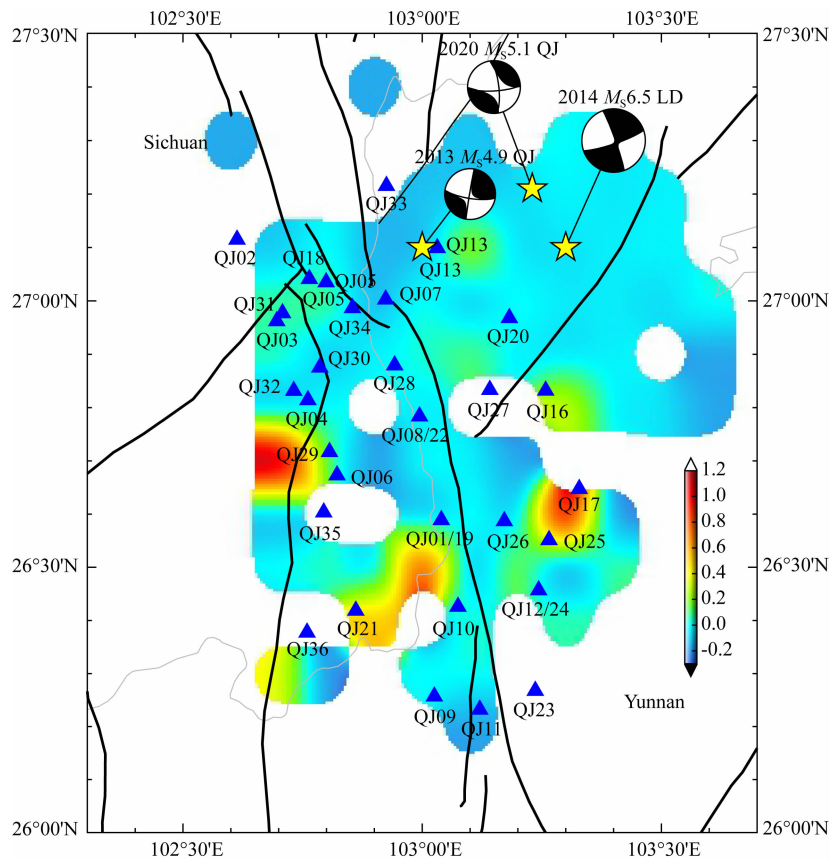 102°30'E 103°00'E 103°30'E
27°30'N 27°30'N
2020 Ms5.1 QJ
2014 Ms6.5 LD
Sichuan
2013 Ms4.9 QJ
QJ33
QJ02
QJ18
QJ13
QJ13
QJ05
QJ05
QJ07
27°00'N 27°00'N
QJ31
QJ34
QJ03
QJ20
QJ30
QJ28
QJ32
QJ04
QJ27
QJ16
QJ08/22
QJ29
QJ06
1.2
1.0
QJ17
0.8
QJ35
QJ01/19
QJ26
QJ25
0.6
26°30'N 26°30'N
0.4
QJ12/24
0.2
QJ21
QJ10
0.0
QJ36
-0.2
QJ09
QJ11
QJ23
Yunnan
26°00'N 26°00'N
102°30'E 103°00'E 103°30'E